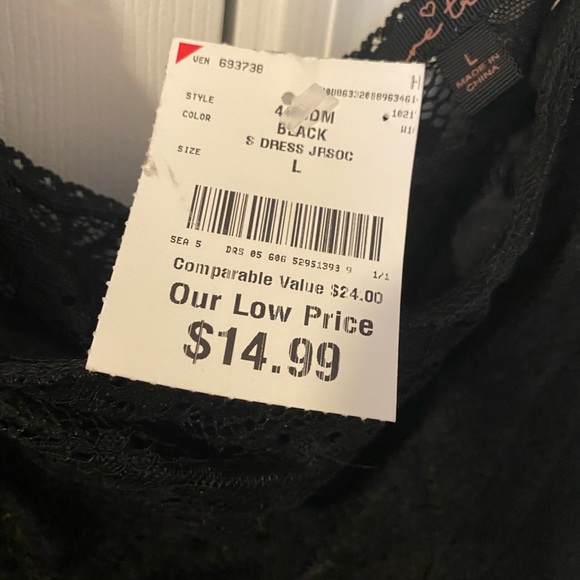 VEN 693738
STYLE
COLOR
BLACK
S DRESS JRSOC
SIZE
L
SEA 5 DRS 05 606 52951393 9 1/1
Comparable Value $24.00
Our Low Price
$14.99
L
MADE IN
CHINA